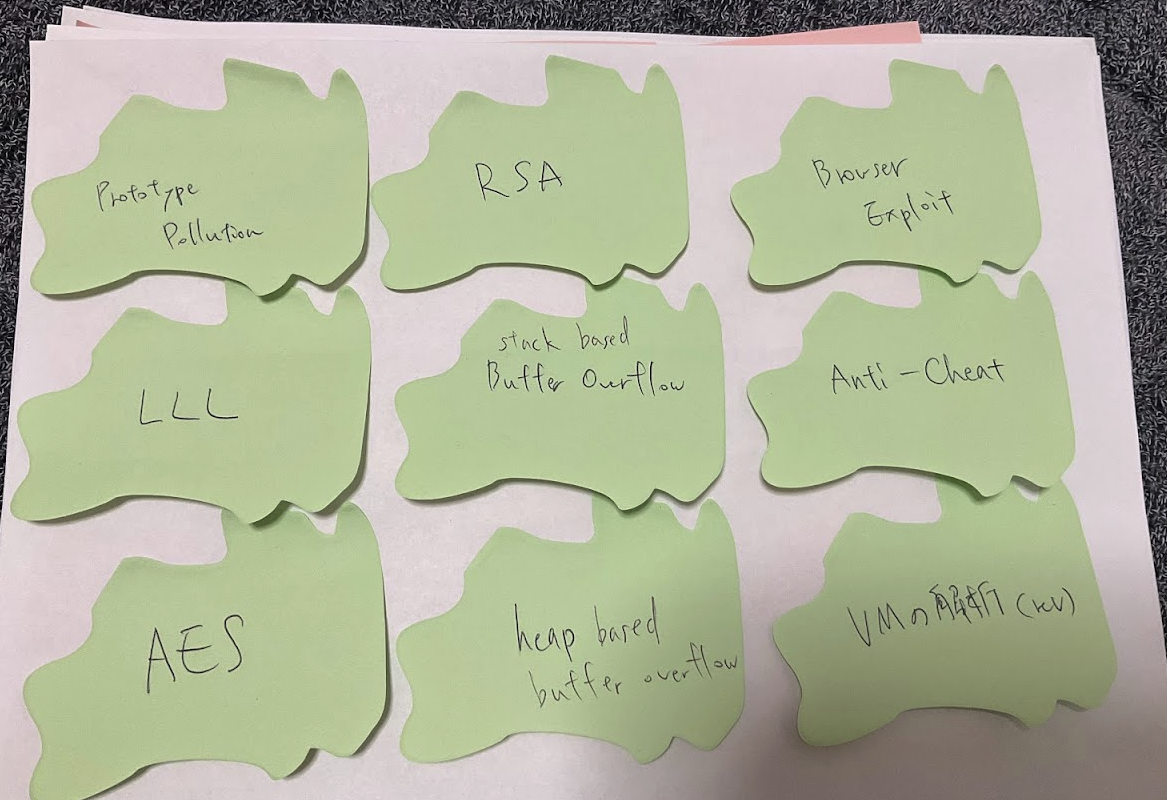 Prototype
Pollution
RSA
Browser
Exploit
LLL
stack based
Buffer Overflow
Anti-Cheat
AES
heap based
buffer overflow
VMの解析(rev)